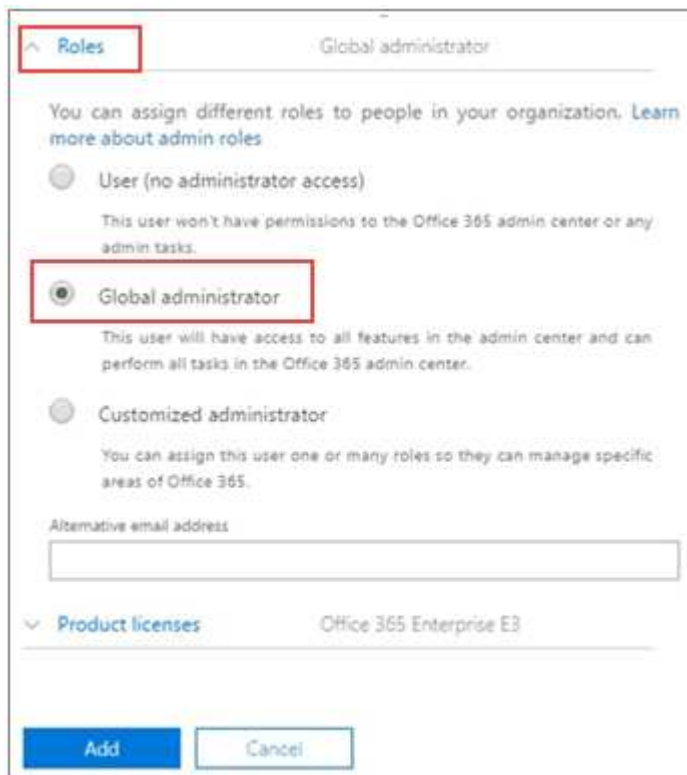 Roles Global administrator
You can assign different roles to people in your organization. Learn
more about admin roles
User (no administrator access)
This user won't have permissions to the Office 365 admin center or any
admin tasks.
Global administrator
This user will have access to all features in the admin center and can
perform all tasks in the Office 365 admin center.
Customized administrator
You can assign this user one or many roles so they can manage specific
areas of Office 365.
Alternative email address
Product licenses Office 365 Enterprise E3
Add Cancel